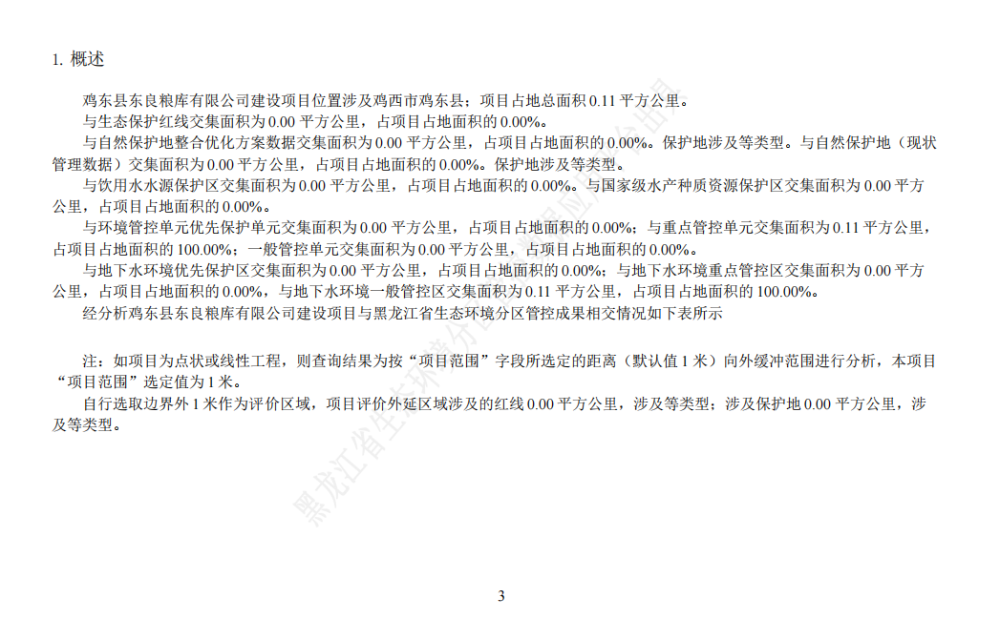 1. 概述
鸡东县东良粮库有限公司建设项目位置涉及鸡西市鸡东县；项目占地总面积 0.11 平方公里。
与生态保护红线交集面积为 0.00 平方公里，占项目占地面积的 0.00%。
与自然保护地整合优化方案数据交集面积为 0.00 平方公里，占项目占地面积的 0.00%。保护地涉及等类型。与自然保护地（现状
管理数据）交集面积为 0.00 平方公里，占项目占地面积的 0.00%。保护地涉及等类型。
与饮用水水源保护区交集面积为 0.00 平方公里，占项目占地面积的 0.00%。与国家级水产种质资源保护区交集面积为 0.00 平方
公里，占项目占地面积的 0.00%。
与环境管控单元优先保护单元交集面积为 0.00 平方公里，占项目占地面积的 0.00%；与重点管控单元交集面积为 0.11 平方公里，
占项目占地面积的 100.00%；一般管控单元交集面积为 0.00 平方公里，占项目占地面积的 0.00%。
与地下水环境优先保护区交集面积为 0.00 平方公里，占项目占地面积的 0.00%；与地下水环境重点管控区交集面积为 0.00 平方
公里，占项目占地面积的 0.00%，与地下水环境一般管控区交集面积为 0.11 平方公里，占项目占地面积的 100.00%。
经分析鸡东县东良粮库有限公司建设项目与黑龙江省生态环境分区管控成果相交情况如下表所示
注：如项目为点状或线性工程，则查询结果为按“项目范围”字段所选定的距离（默认值 1 米）向外缓冲范围进行分析，本项目
“项目范围”选定值为 1 米。
自行选取边界外 1 米作为评价区域，项目评价外延区域涉及的红线 0.00 平方公里，涉及等类型；涉及保护地 0.00 平方公里，涉
及等类型。
黑龙江省生态环境分区管控数据应用平台出具
3